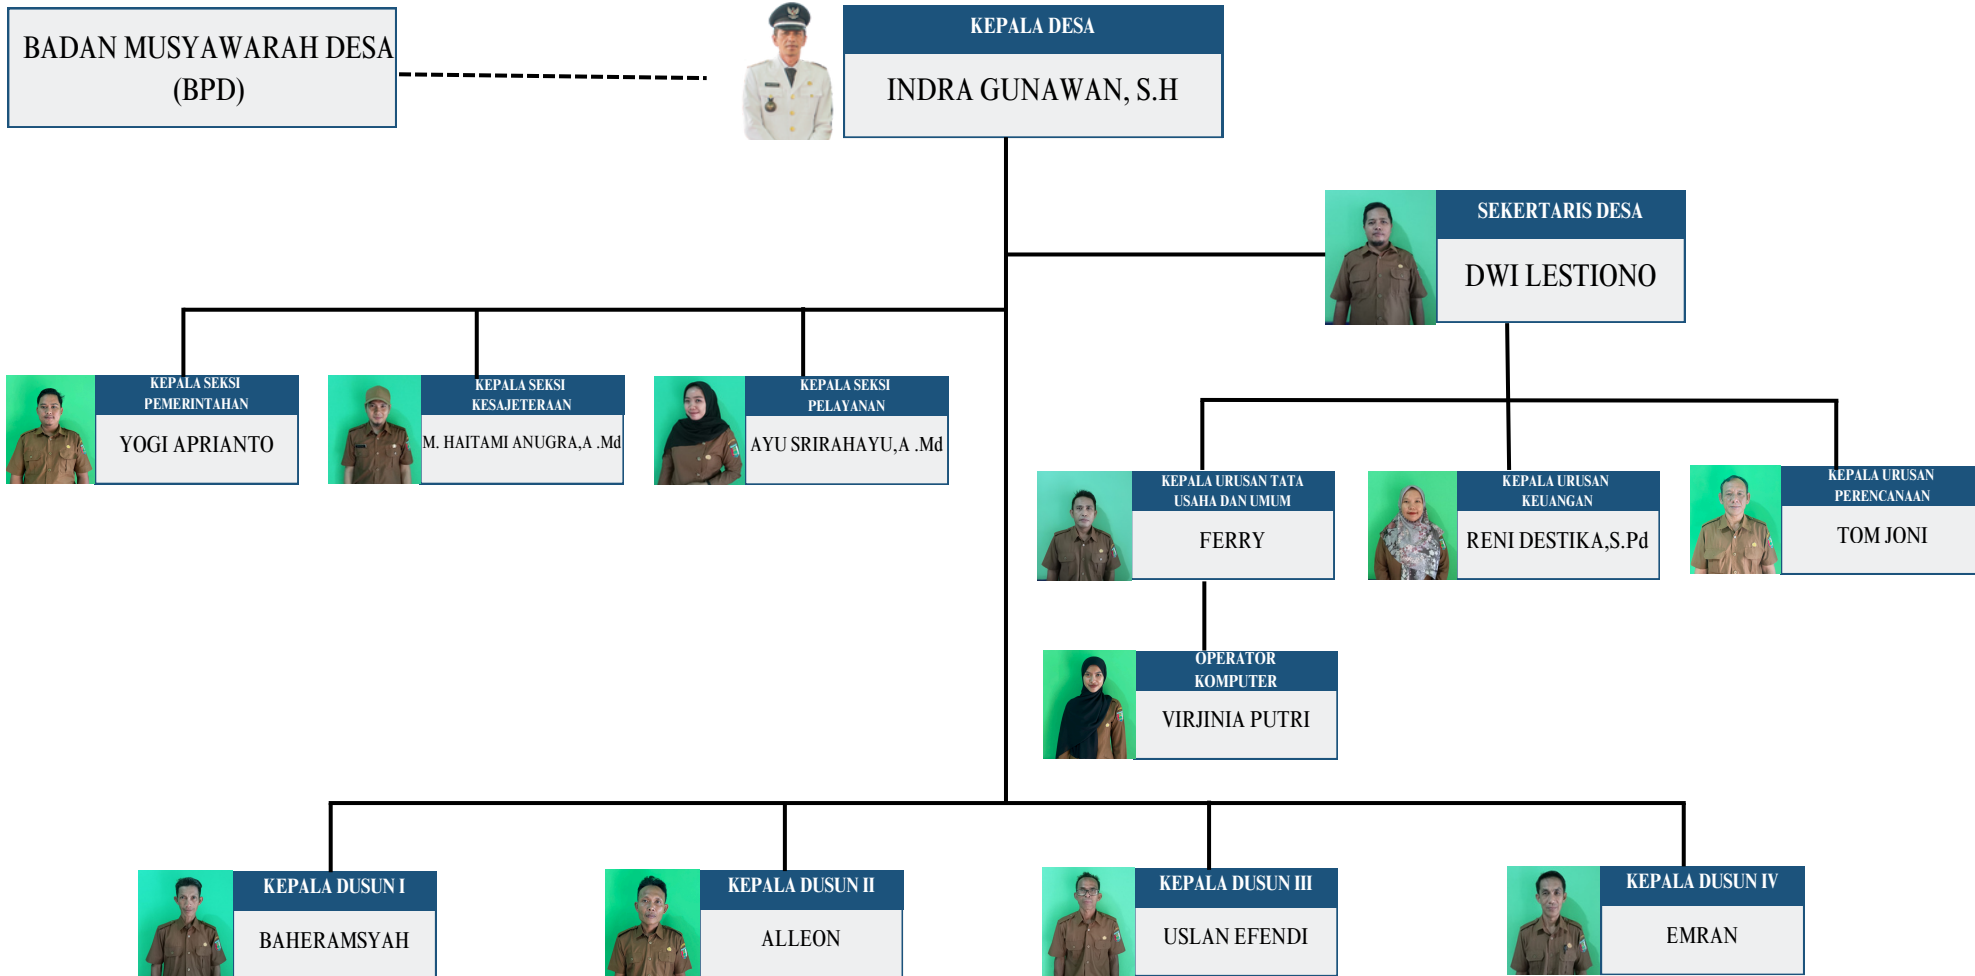 BADAN MUSYAWARAH DESA
(BPD)
KEPALA DESA
INDRA GUNAWAN, S.H
SEKERTARIS DESA
DWI LESTIONO
KEPALA SEKSI
PEMERINTAHAN
YOGI APRIANTO
KEPALA SEKSI
KESAJETERAAN
M. HAITAMI ANUGRA,A .Md
KEPALA SEKSI
PELAYANAN
AYU SRIRAHAYU,A .Md
KEPALA URUSAN TATA
USAHA DAN UMUM
FERRY
KEPALA URUSAN
KEUANGAN
RENI DESTIKA,S.Pd
KEPALA URUSAN
PERENCANAAN
TOM JONI
OPERATOR
KOMPUTER
VIRJINIA PUTRI
KEPALA DUSUN I
BAHERAMSYAH
KEPALA DUSUN II
ALLEON
KEPALA DUSUN III
USLAN EFENDI
KEPALA DUSUN IV
EMRAN